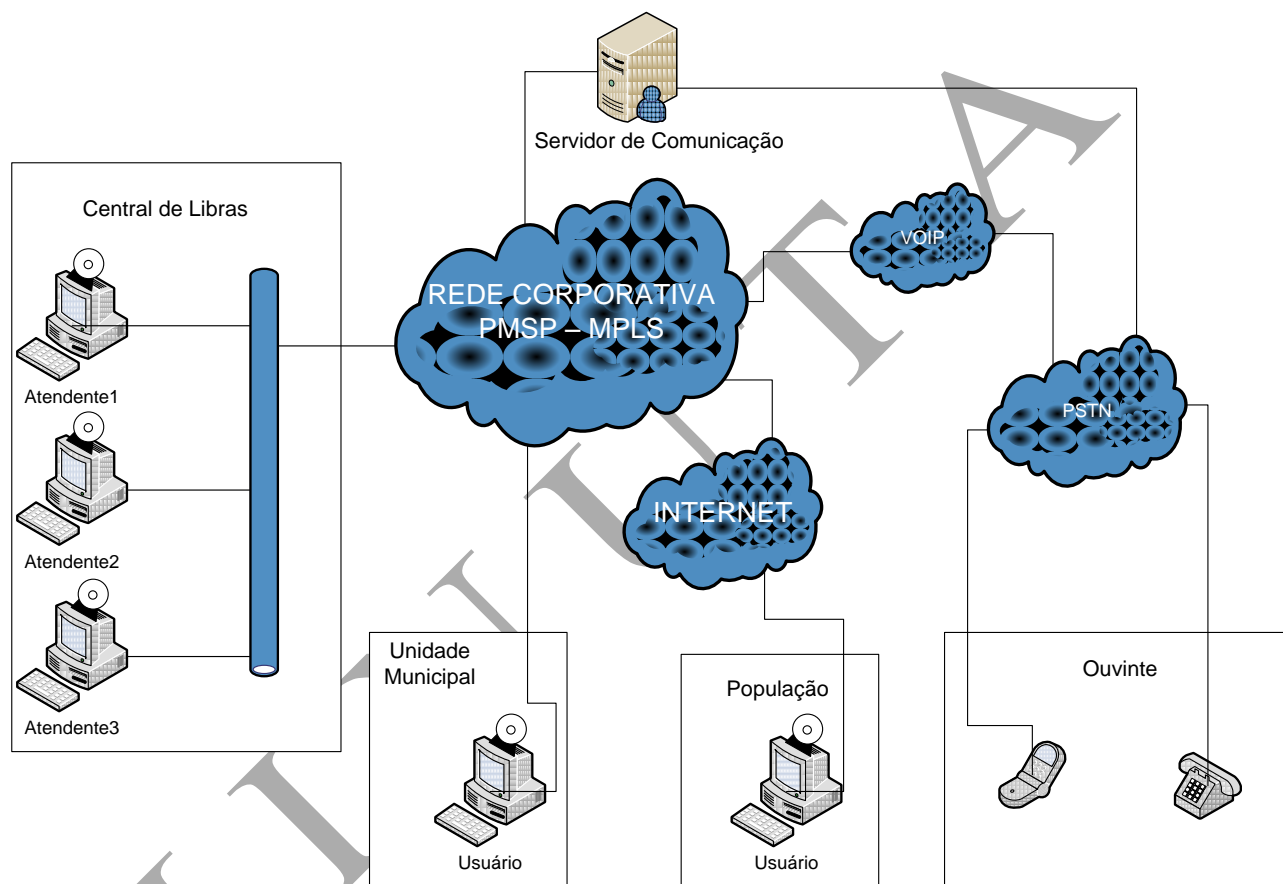 Servidor de Comunicação
Central de Libras
Atendente1
Atendente2
Atendente3
REDE CORPORATIVA
PMSP – MPLS
VOIP
PSTN
INTERNET
Unidade
Municipal
Usuário
População
Usuário
Ouvinte